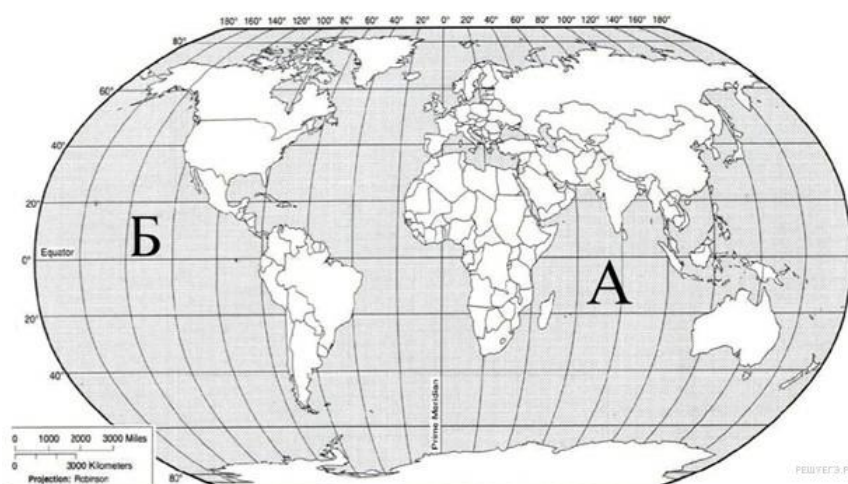 180° 160° 140° 120° 100° 80° 60° 40° 20° 0° 20° 40° 60° 80° 100° 120° 140° 160° 180°
80°
60°
40°
20°
Б
Equator
0°
А
20°
40°
Prime Meridian
0 1000 2000 3000 Miles
0 3000 Kilometers
Projection: Robinson
80°
РЕШУЕГЭ.Р